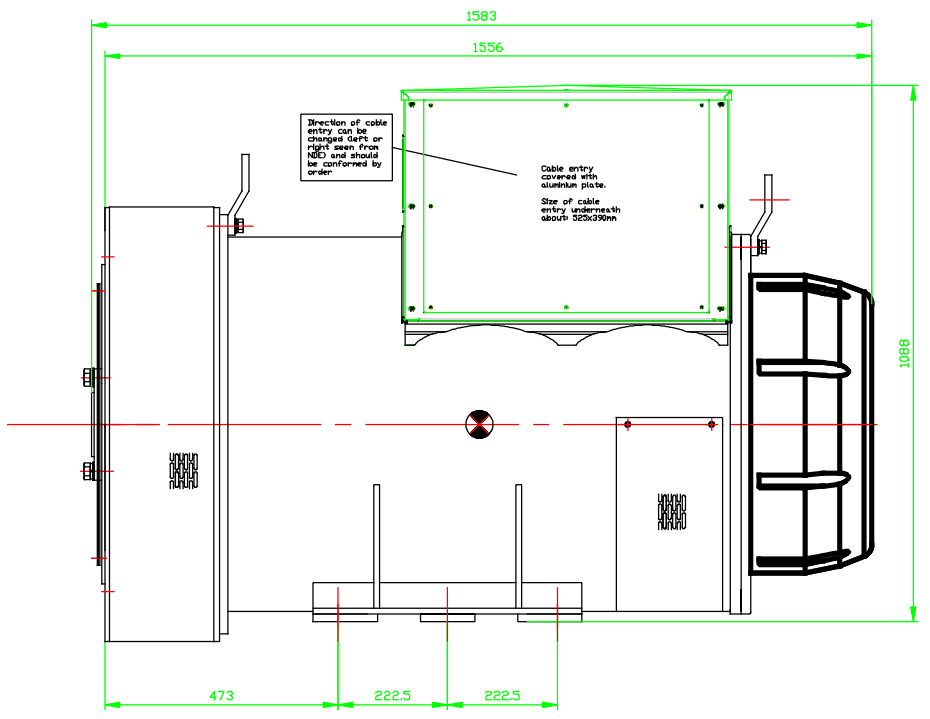 1583
1556
Direction of cable
entry can be
changed (left or
right seen from
NDE) and should
be conformed by
order
Cable entry
covered with
aluminium plate.
Size of cable
entry underneath
about: 525x390mm
1088
473
222.5
222.5